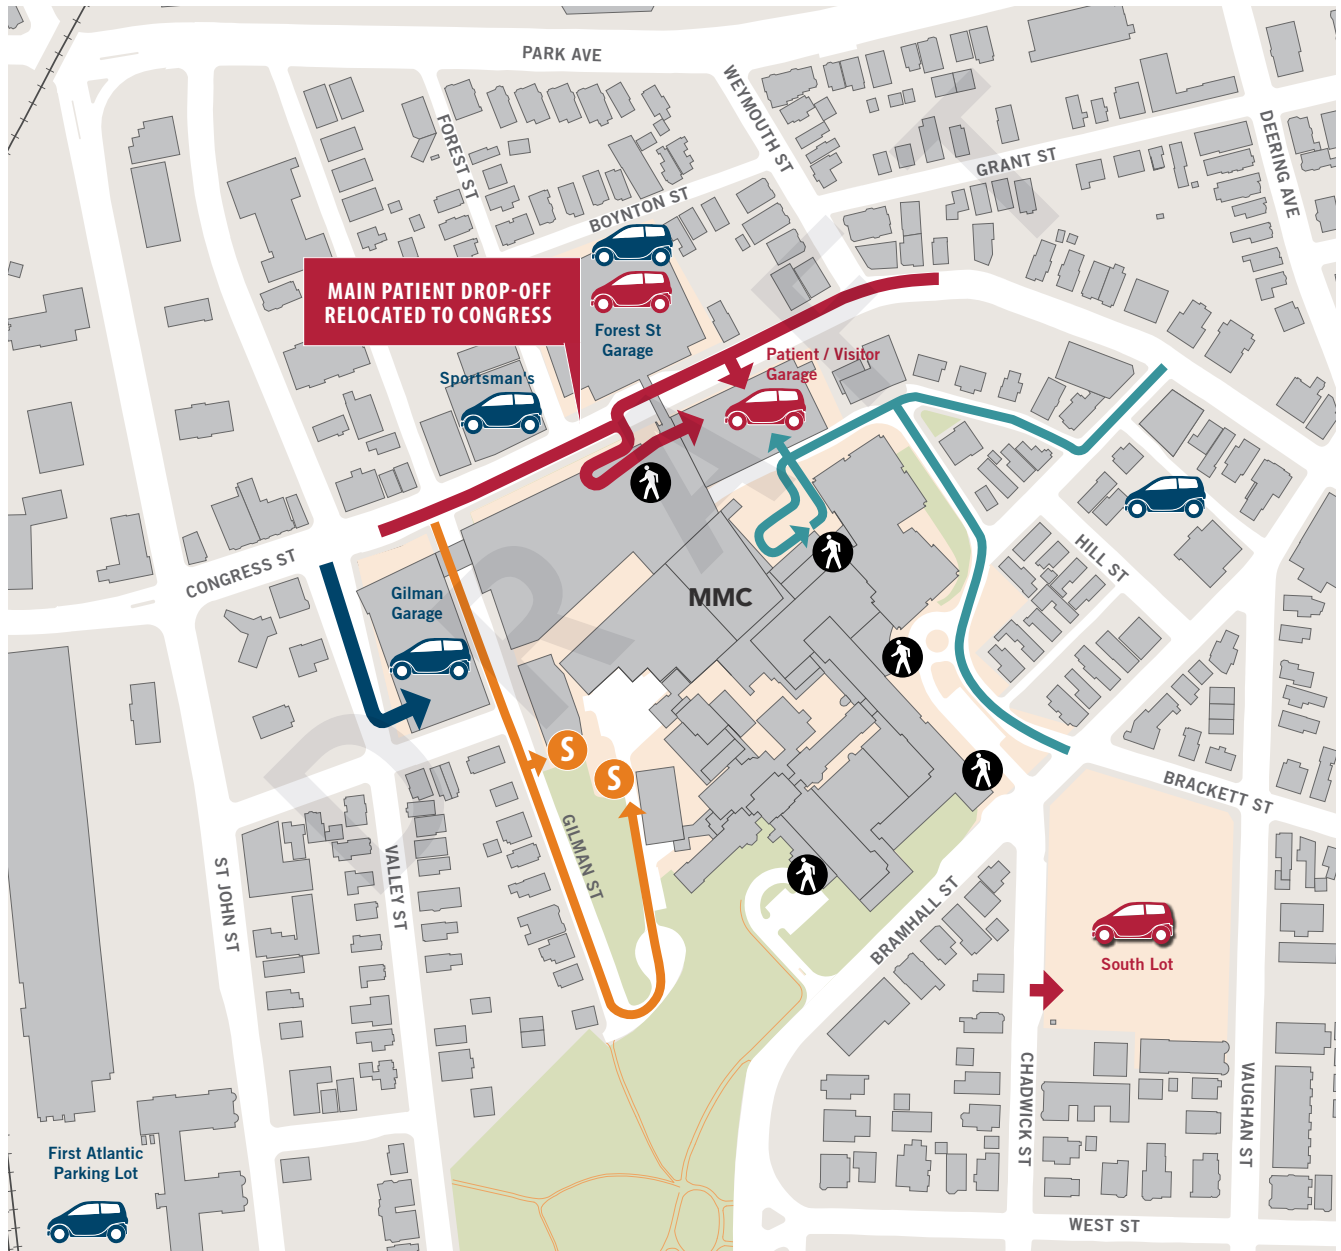 PARK AVE
WEYMOUTH ST
FOREST ST
DEERING AVE
GRANT ST
BOYNTON ST
MAIN PATIENT DROP-OFF
RELOCATED TO CONGRESS
Forest St
Garage
Patient / Visitor
Garage
Sportsman's
CONGRESS ST
HILL ST
Gilman
Garage
MMC
S
S
BRACKETT ST
GILMAN ST
VALLEY ST
ST JOHN ST
BRAMHALL ST
South Lot
CHADWICK ST
VAUGHAN ST
First Atlantic
Parking Lot
WEST ST
DRAFT